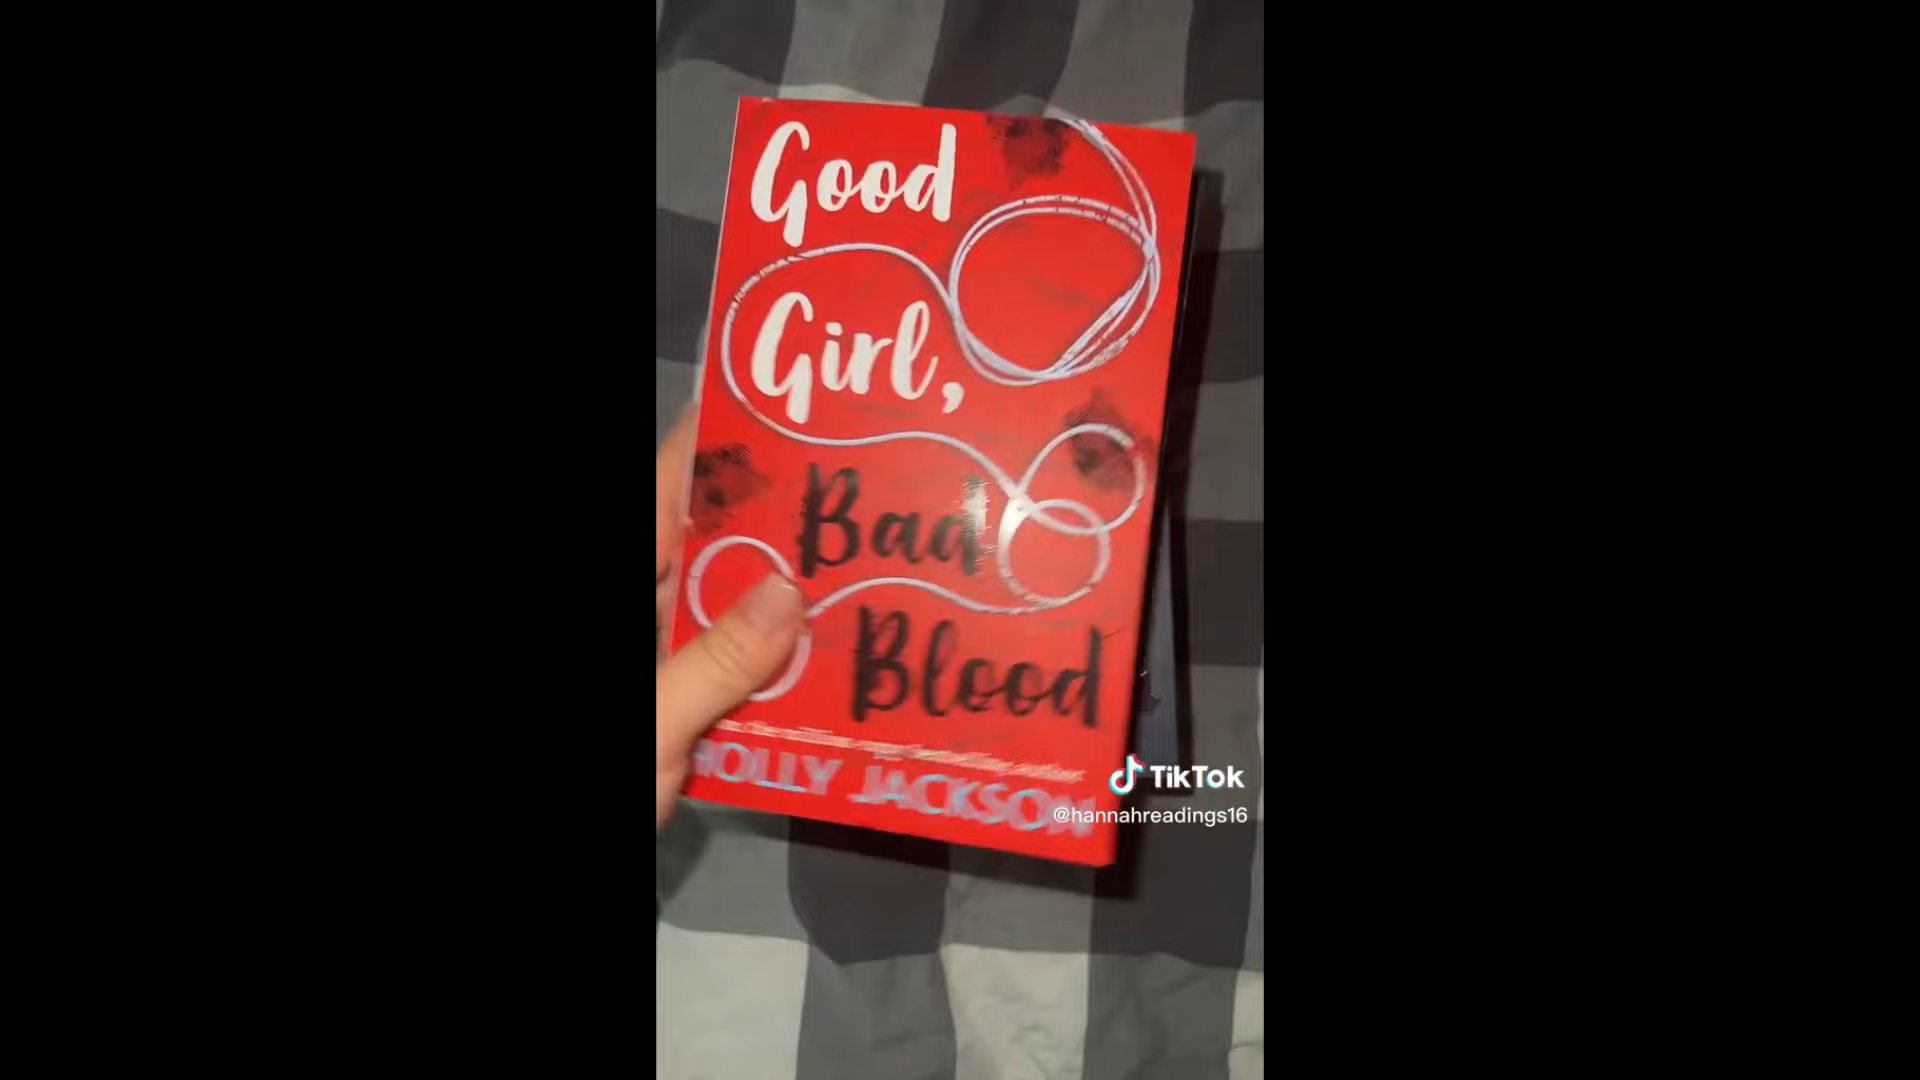 Good
Girl,
Bad
Blood
HOLLY JACKSON
TikTok
@hannahreadings16